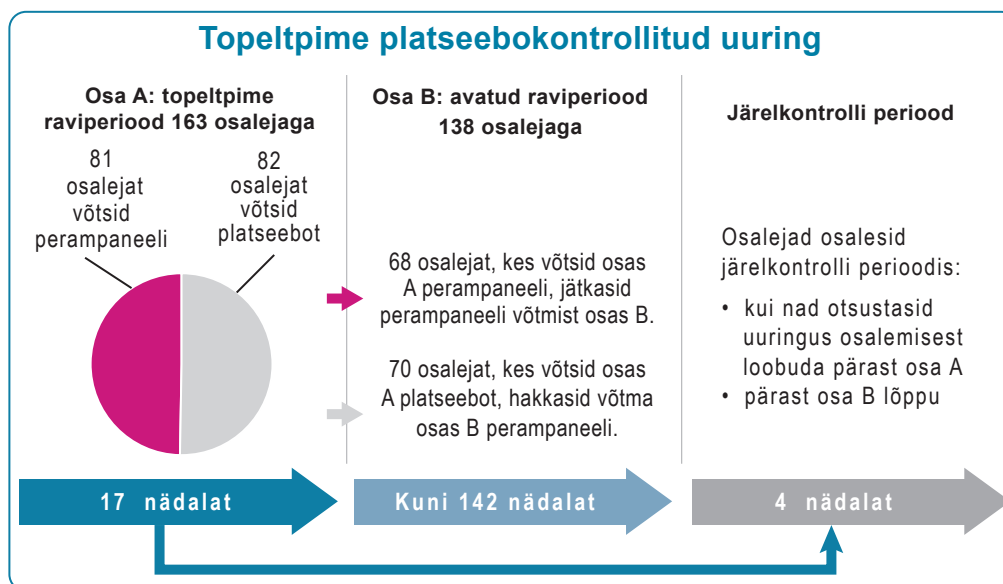 Topeltpime platseebokontrollitud uuring
Osa A: topeltpime
raviperiood 163 osalejaga
81
osalejat
võtsid
perampaneeli
82
osalejat
võtsid
platseebot
17 nädalat
Osa B: avatud raviperiood
138 osalejaga
68 osalejat, kes võtsid osas
A perampaneeli, jätkasid
perampaneeli võtmist osas B.
70 osalejat, kes võtsid osas
A platseebot, hakkasid võtma
osas B perampaneeli.
Kuni 142 nädalat
Järelkontrolli periood
Osalejad osalesid
järelkontrolli perioodis:
• kui nad otsustasid
uuringus osalemisest
loobuda pärast osa A
• pärast osa B lõppu
4 nädalat